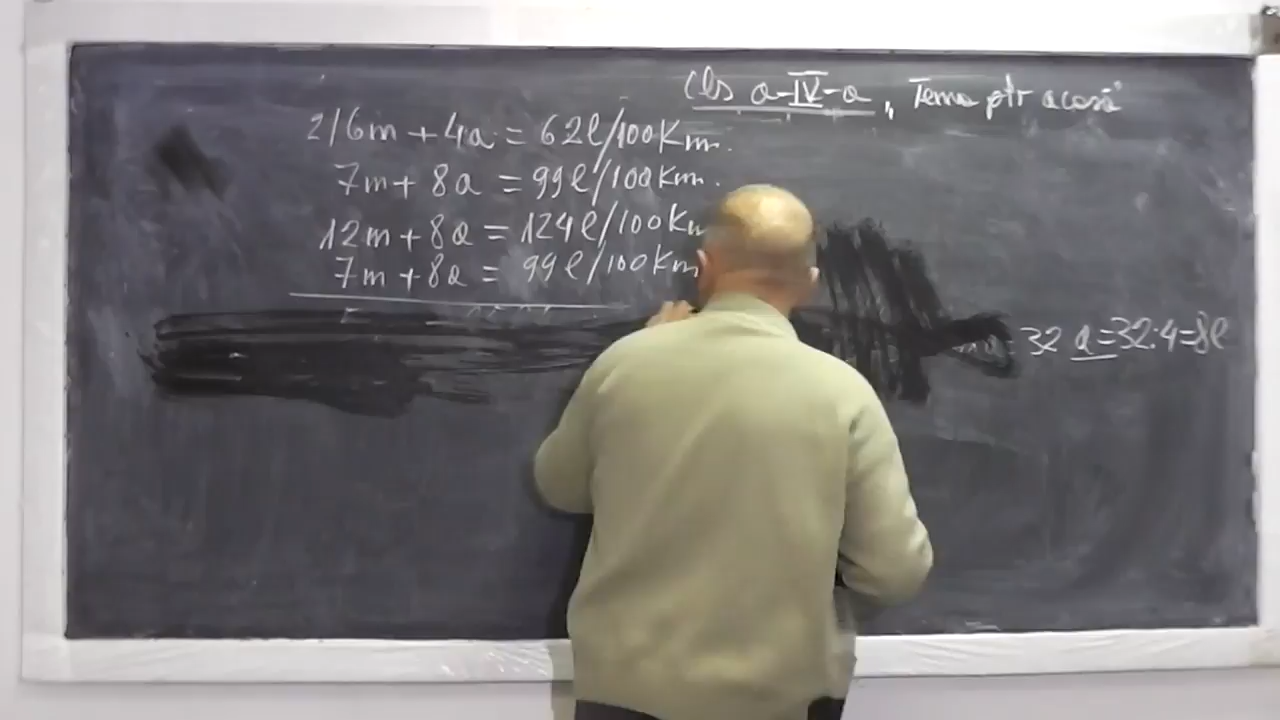 Cls a-IV-a, Tema ptr acasă
2/6m + 4a = 62l/100Km.
7m + 8a = 99l/100Km.
12m + 8a = 124l/100Km
7m + 8a = 99l/100Km
32 a=32:4=8l